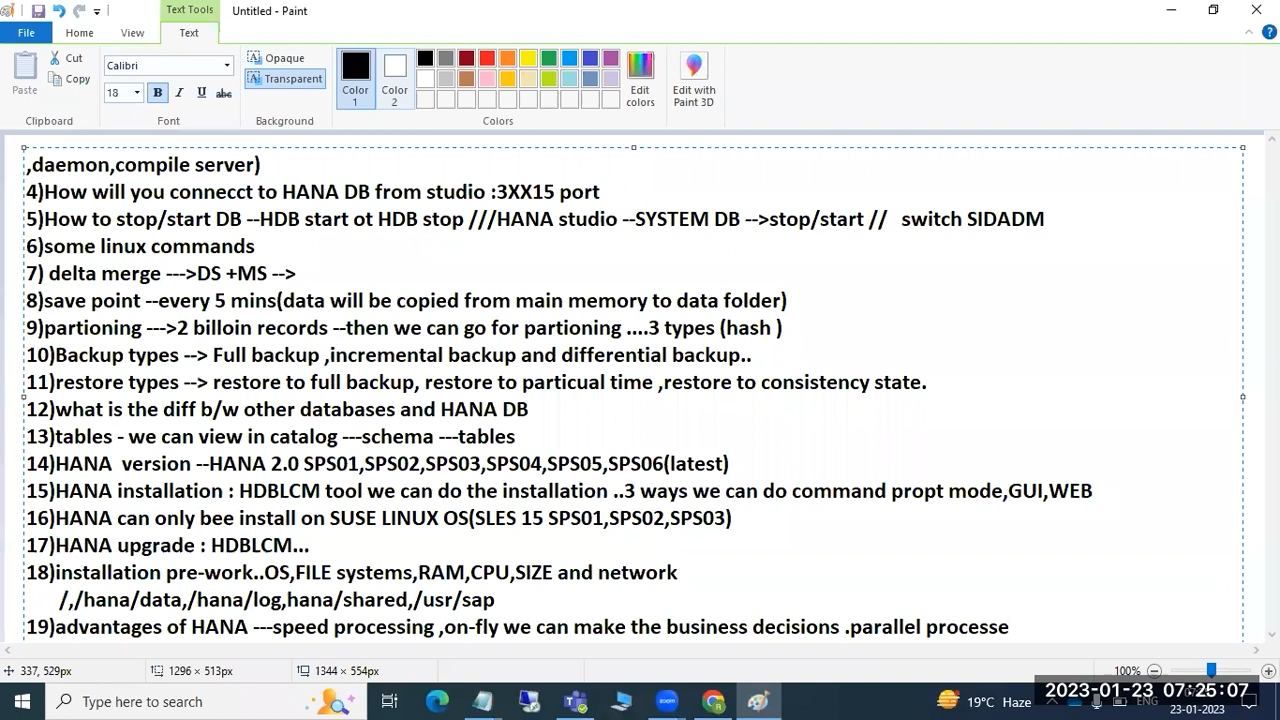 Untitled - Paint
Text Tools
File
Home
View
Text
Paste
Cut
Copy
Clipboard
Calibri
18
B
I
U
abc
Font
Opaque
Transparent
Background
Color 1
Color 2
Edit colors
Colors
Edit with Paint 3D
,daemon,compile server)
4)How will you connecct to HANA DB from studio :3XX15 port
5)How to stop/start DB --HDB start ot HDB stop ///HANA studio --SYSTEM DB -->stop/start //   switch SIDADM
6)some linux commands
7) delta merge --->DS +MS -->
8)save point --every 5 mins(data will be copied from main memory to data folder)
9)partioning --->2 billoin records --then we can go for partioning ....3 types (hash )
10)Backup types --> Full backup ,incremental backup and differential backup..
11)restore types --> restore to full backup, restore to particual time ,restore to consistency state.
12)what is the diff b/w other databases and HANA DB
13)tables - we can view in catalog ---schema ---tables
14)HANA  version --HANA 2.0 SPS01,SPS02,SPS03,SPS04,SPS05,SPS06(latest)
15)HANA installation : HDBLCM tool we can do the installation ..3 ways we can do command propt mode,GUI,WEB
16)HANA can only bee install on SUSE LINUX OS(SLES 15 SPS01,SPS02,SPS03)
17)HANA upgrade : HDBLCM...
18)installation pre-work..OS,FILE systems,RAM,CPU,SIZE and network
/,/hana/data,/hana/log,hana/shared,/usr/sap
19)advantages of HANA ---speed processing ,on-fly we can make the business decisions .parallel processe
337, 529px
1296 × 513px
1344 × 554px
100%
Type here to search
zoom
19°C Haze
ENG
2023-01-23 07:25:07
23-01-2023